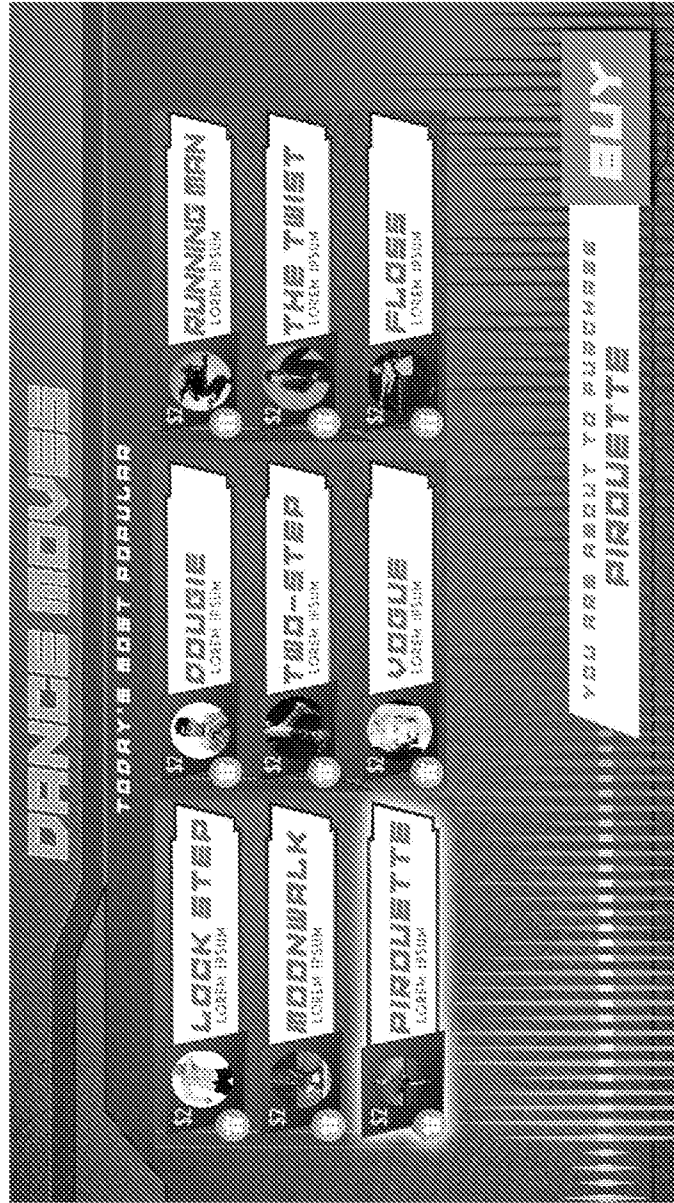 DANCE MOVES
TODAY'S MOST POPULAR
$2
LOCK STEP
LOREM IPSUM
$2
DOUGIE
LOREM IPSUM
$2
RUNNING MAN
LOREM IPSUM
$2
MOONWALK
LOREM IPSUM
$2
TWO-STEP
LOREM IPSUM
$2
THE TWIST
LOREM IPSUM
$2
PIROUETTE
LOREM IPSUM
$2
VOGUE
LOREM IPSUM
$2
FLOSS
LOREM IPSUM
YOU ARE ABOUT TO PURCHASE
PIROUETTE
BUY